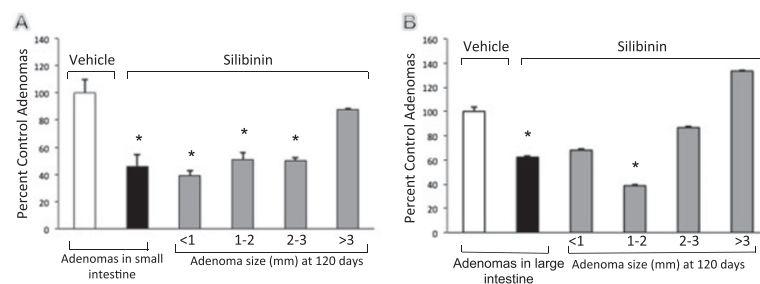 A
Percent Control Adenomas
140
120
100
80
60
40
20
0
Vehicle
Silibinin
*
*
*
*
<1
1-2
2-3
>3
Adenomas in small
intestine
Adenoma size (mm) at 120 days
B
Percent Control Adenomas
160
140
120
100
80
60
40
20
0
Vehicle
Silibinin
*
*
<1
1-2
2-3
>3
Adenomas in large
intestine
Adenoma size (mm) at 120 days